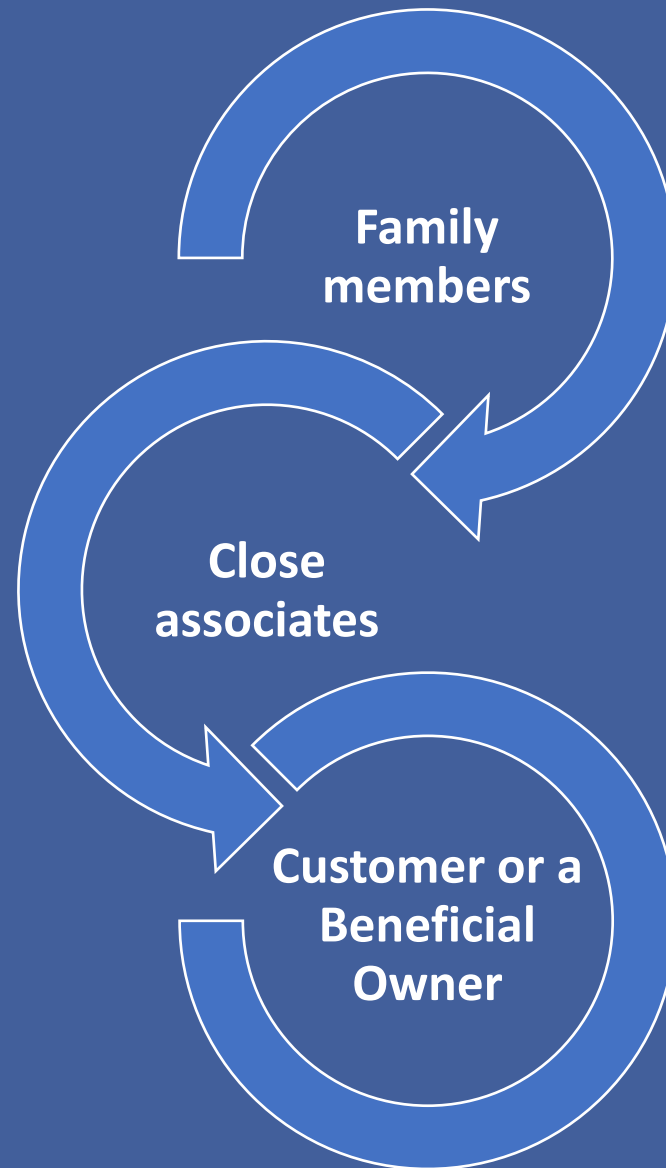 Family
members
Close
associates
Customer or a
Beneficial
Owner